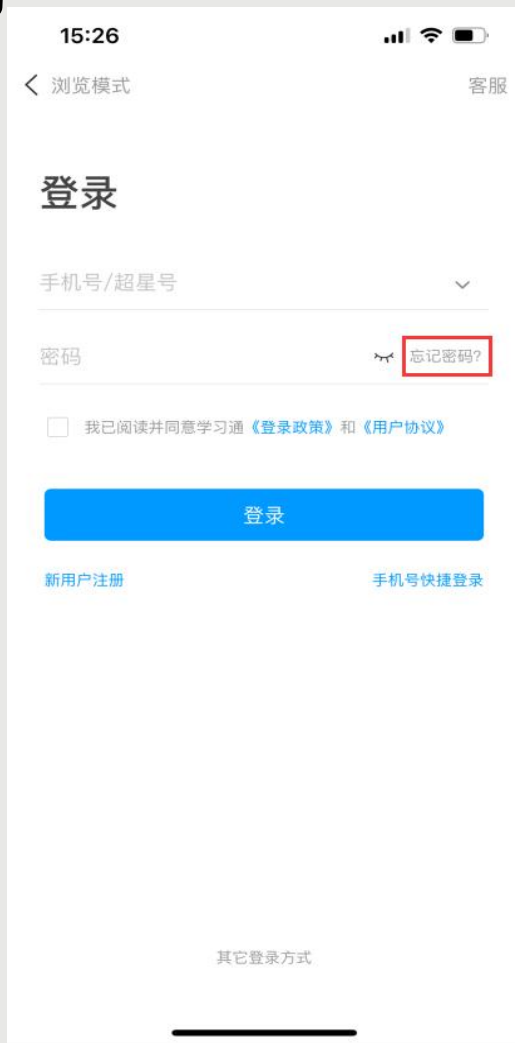 15:26
浏览模式
客服
登录
手机号/超星号
密码
忘记密码?
我已阅读并同意学习通《登录政策》和《用户协议》
登录
新用户注册
手机号快捷登录
其它登录方式